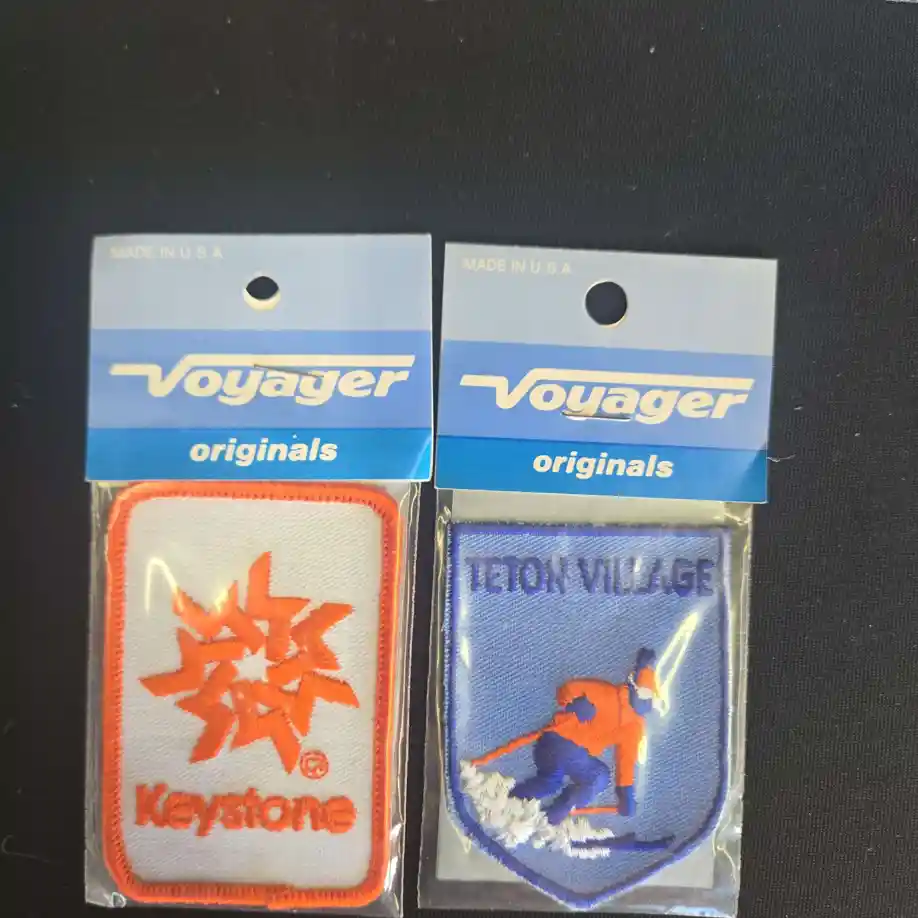 MADE IN U.S.A.
Voyager
originals
Keystone
®
MADE IN U.S.A.
Voyager
originals
TETON VILLAGE